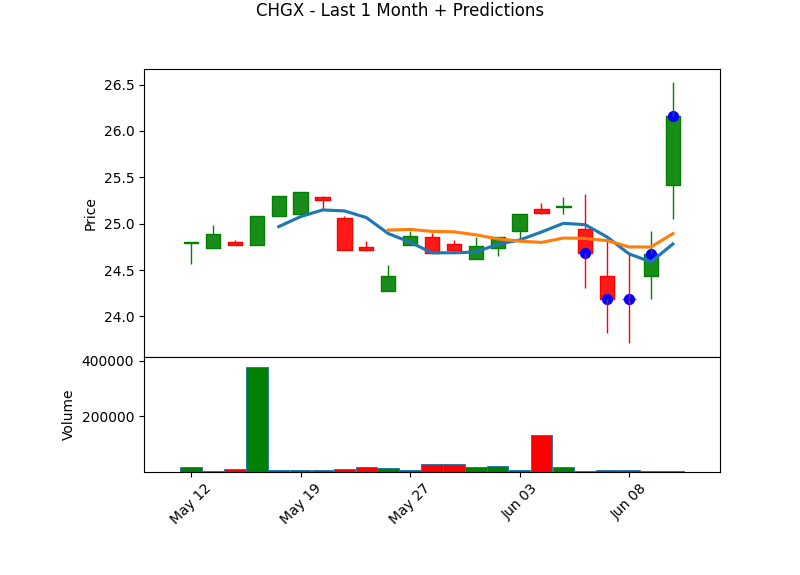 CHGX - Last 1 Month + Predictions
26.5
26.0
25.5
25.0
24.5
24.0
Price
400000
200000
Volume
May 12
May 19
May 27
Jun 03
Jun 08